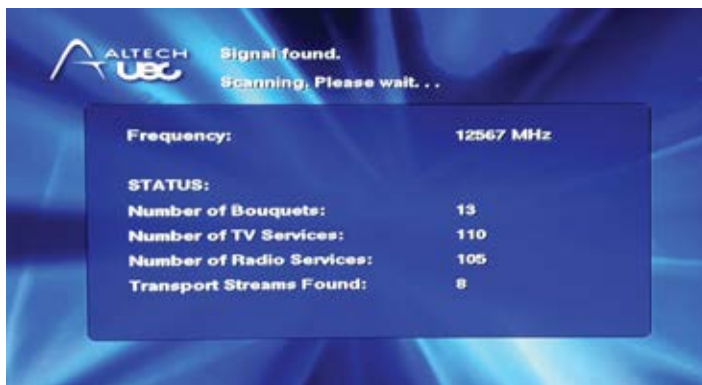 ALTECH
UEC
Signal found.
Scanning, Please wait. . .
Frequency: 12567 MHz
STATUS:
Number of Bouquets: 13
Number of TV Services: 110
Number of Radio Services: 105
Transport Streams Found: 8